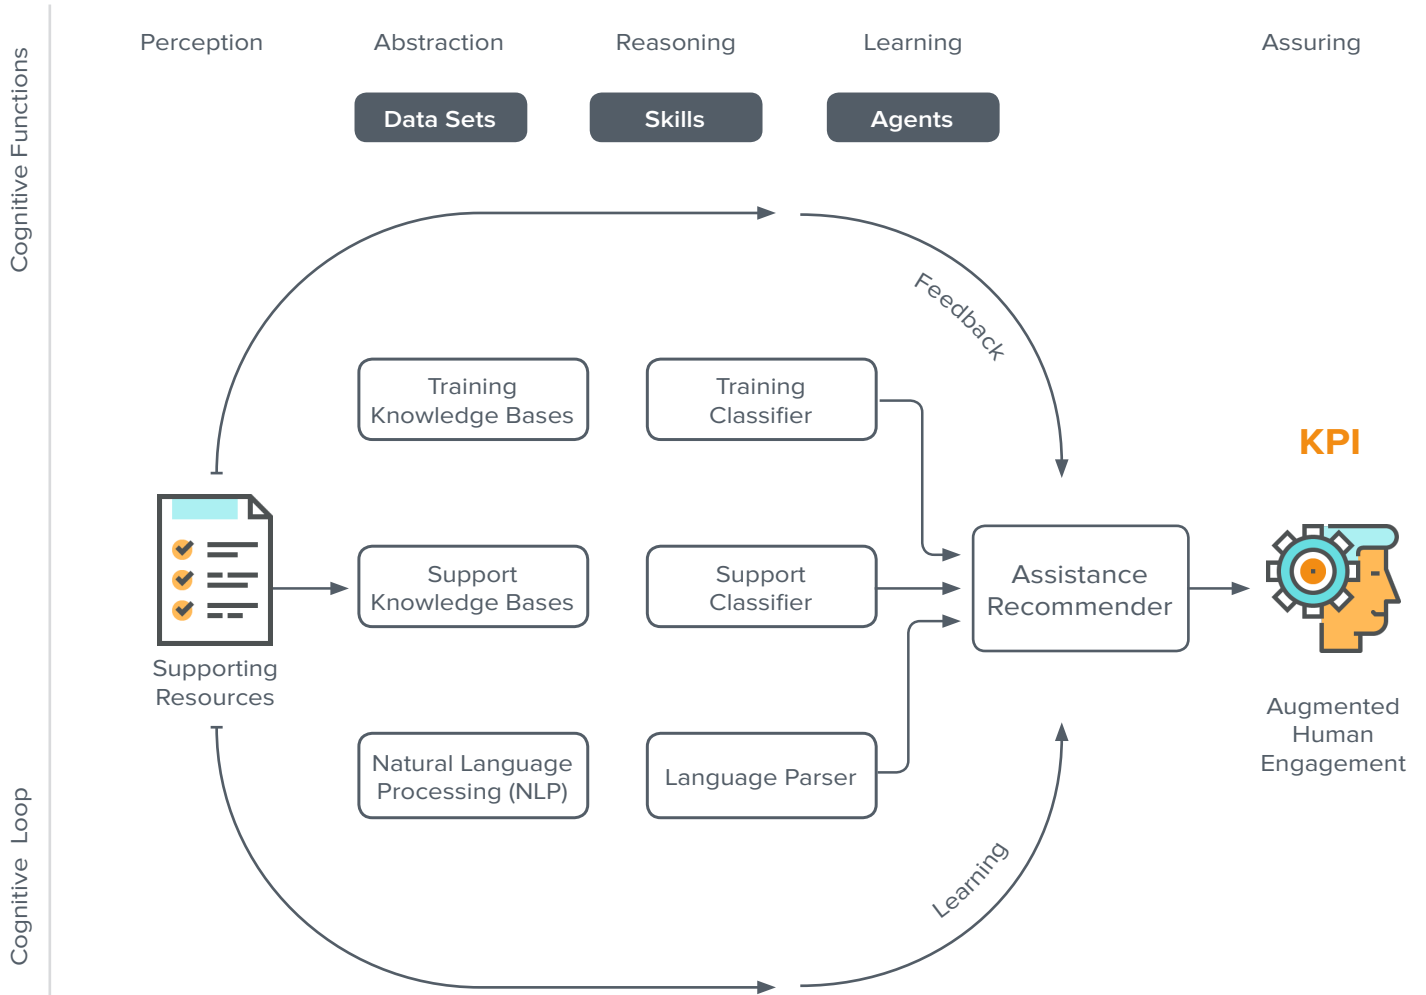 Cognitive Functions
Perception
Abstraction
Reasoning
Learning
Assuring
Data Sets
Skills
Agents
Feedback
Training
Knowledge Bases
Training
Classifier
KPI
Support
Knowledge Bases
Support
Classifier
Assistance
Recommender
Supporting
Resources
Augmented
Human
Engagement
Natural Language
Processing (NLP)
Language Parser
Learning
Cognitive Loop